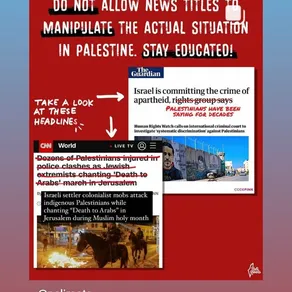 DO NOT ALLOW NEWS TITLES TO
MANIPULATE THE ACTUAL SITUATION
IN PALESTINE. STAY EDUCATED!
TAKE A LOOK
AT THESE
HEADLINES
The
Guardian
Israel is committing the crime of
apartheid, rights group says
PALESTINIANS HAVE BEEN
SAYING FOR DECADES
Human Rights Watch calls on international criminal court to
investigate 'systematic discrimination' against Palestinians
CODEPINK
CNN World
LIVE TV
Dozens of Palestinians injured in
police clashes as Jewish
extremists chanting 'Death to
Arabs' march in Jerusalem
Israeli settler colonialist mobs attack
indigenous Palestinians while
chanting "Death to Arabs" in
Jerusalem during Muslim holy month